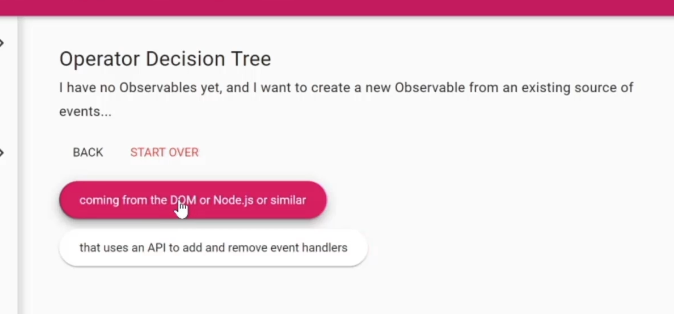 Operator Decision Tree
I have no Observables yet, and I want to create a new Observable from an existing source of
events...
BACK START OVER
coming from the DOM or Node.js or similar
that uses an API to add and remove event handlers